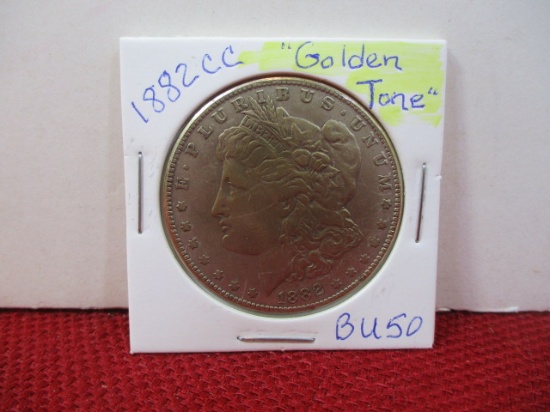 1882CC
"Golden
Tone"
E · PLURIBUS · UNUM
1882
BU50